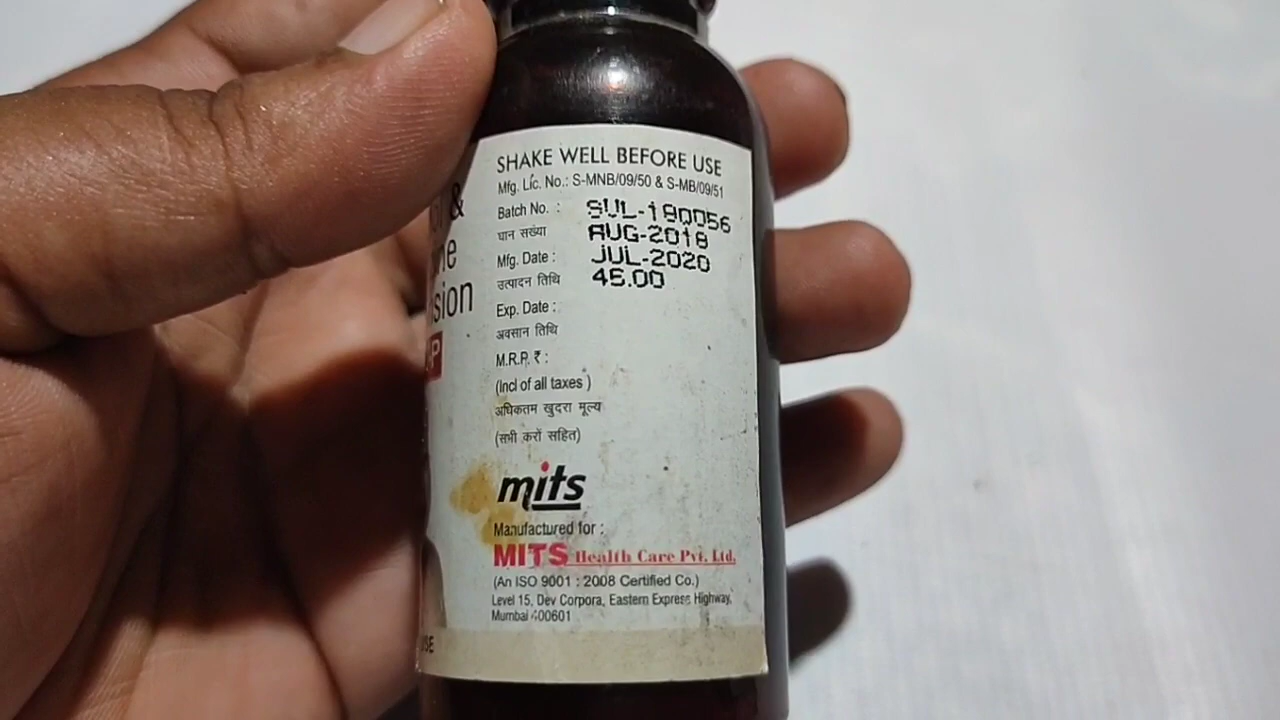 SHAKE WELL BEFORE USE
Mfg. Lic. No.: S-MNB/09/50 & S-MB/09/51
Batch No. : SUL-180056
घान सख्या AUG-2018
Mfg. Date : JUL-2020
उत्पादन तिथि 45.00
Exp. Date :
अवसान तिथि
M.R.P. ₹ :
(Incl of all taxes )
अधिकतम खुदरा मूल्य
(सभी करों सहित)
mits
Manufactured for :
MITS Health Care Pvt. Ltd.
(An ISO 9001 : 2008 Certified Co.)
Level 15, Dev Corpora, Eastern Express Highway,
Mumbai 400601
&